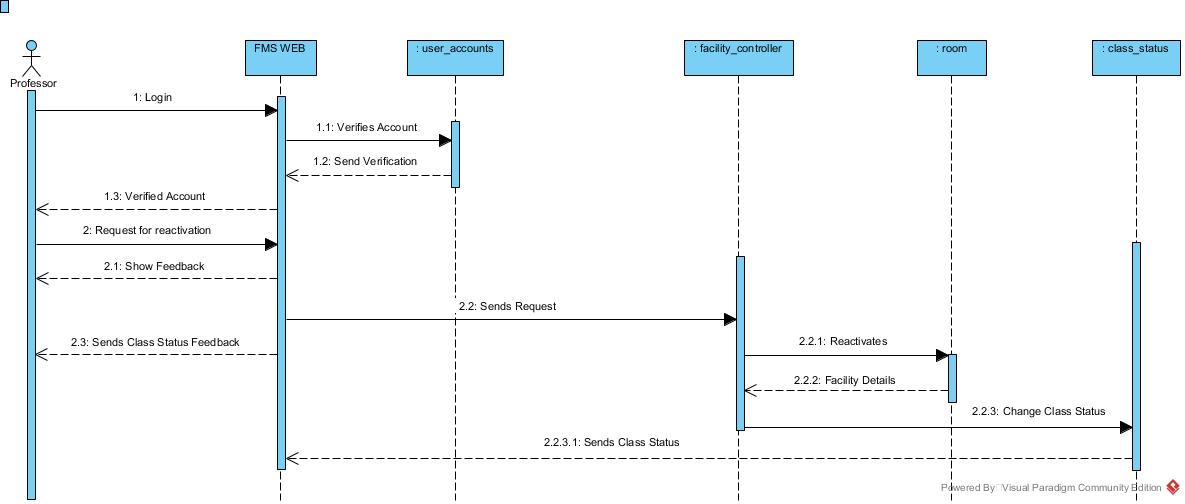 FMS WEB
: user_accounts
: facility_controller
: room
: class_status
Professor
1: Login
1.1: Verifies Account
1.2: Send Verification
1.3: Verified Account
2: Request for reactivation
2.1: Show Feedback
2.2: Sends Request
2.3: Sends Class Status Feedback
2.2.1: Reactivates
2.2.2: Facility Details
2.2.3: Change Class Status
2.2.3.1: Sends Class Status
Powered By Visual Paradigm Community Edition